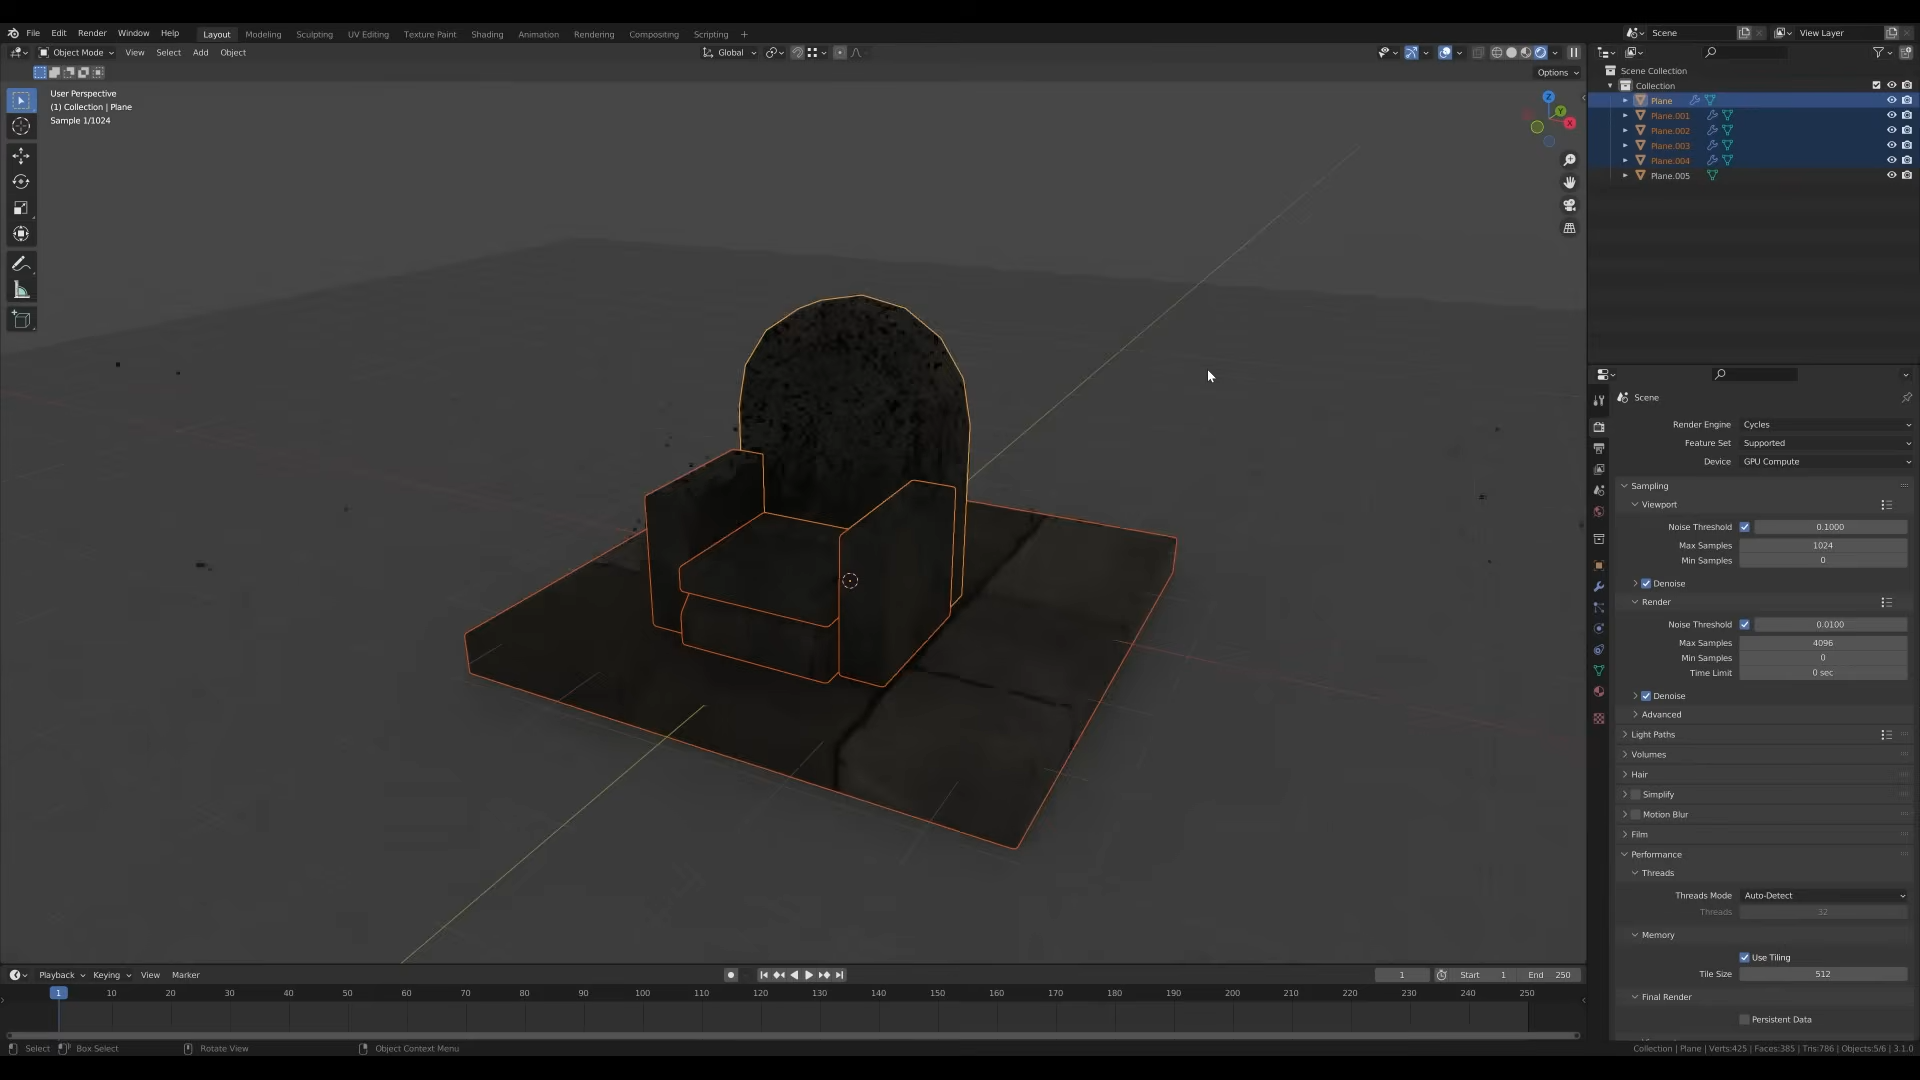 File Edit Render Window Help Layout Modeling Sculpting UV Editing Texture Paint Shading Animation Rendering Compositing Scripting + Scene View Layer
Object Mode View Select Add Object Global
Options
User Perspective
(1) Collection | Plane
Sample 1/1024
Z
Y
X
Scene Collection
Collection
Plane
Plane.001
Plane.002
Plane.003
Plane.004
Plane.005
Scene
Render Engine Cycles
Feature Set Supported
Device GPU Compute
Sampling
Viewport
Noise Threshold 0.1000
Max Samples 1024
Min Samples 0
Denoise
Render
Noise Threshold 0.0100
Max Samples 4096
Min Samples 0
Time Limit 0 sec
Denoise
Advanced
Light Paths
Volumes
Hair
Simplify
Motion Blur
Film
Performance
Threads
Threads Mode Auto-Detect
Threads 32
Memory
Use Tiling
Tile Size 512
Final Render
Persistent Data
Playback Keying View Marker 1 Start 1 End 250
1 10 20 30 40 50 60 70 80 90 100 110 120 130 140 150 160 170 180 190 200 210 220 230 240 250
Select Box Select Rotate View Object Context Menu Collection | Plane | Verts:425 | Faces:385 | Tris:786 | Objects:5/6 | 3.1.0